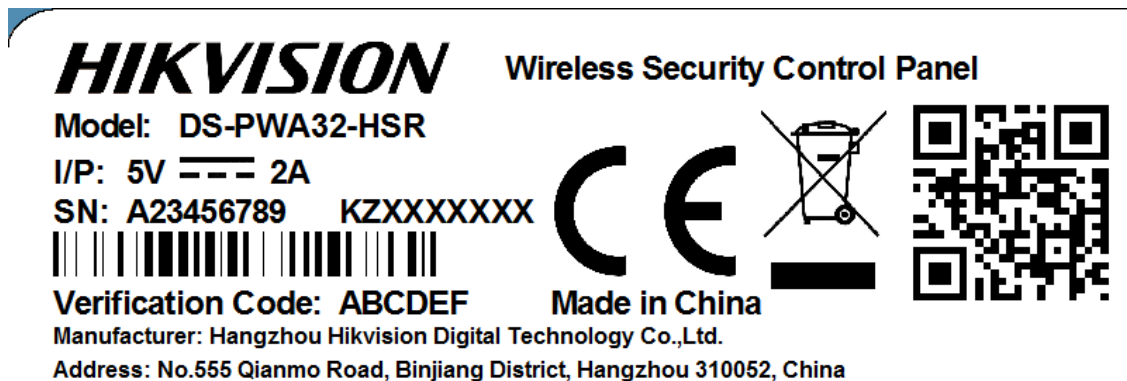 HIKVISION
Wireless Security Control Panel
Model: DS-PWA32-HSR
I/P: 5V 2A
SN: A23456789 KZXXXXXXX
CE
Verification Code: ABCDEF
Made in China
Manufacturer: Hangzhou Hikvision Digital Technology Co.,Ltd.
Address: No.555 Qianmo Road, Binjiang District, Hangzhou 310052, China